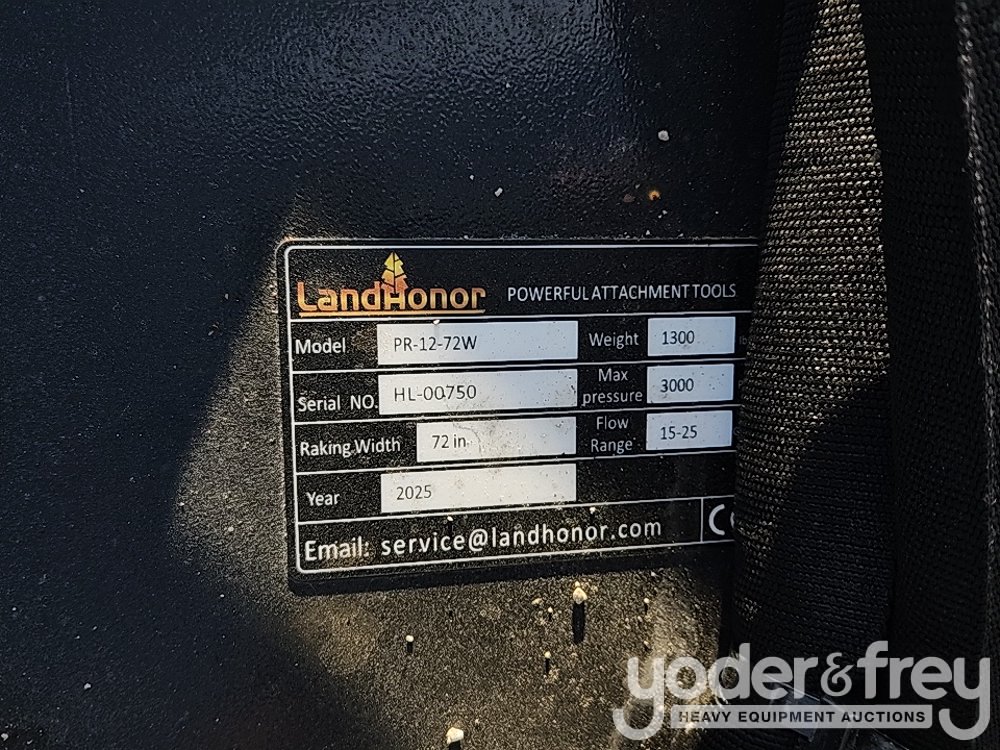 LandHonor POWERFUL ATTACHMENT TOOLS
Model PR-12-72W Weight 1300
Serial NO. HL-00750 Max pressure 3000
Raking Width 72 in. Flow Range 15-25
Year 2025
Email: service@landhonor.com CE
yoder&frey
HEAVY EQUIPMENT AUCTIONS